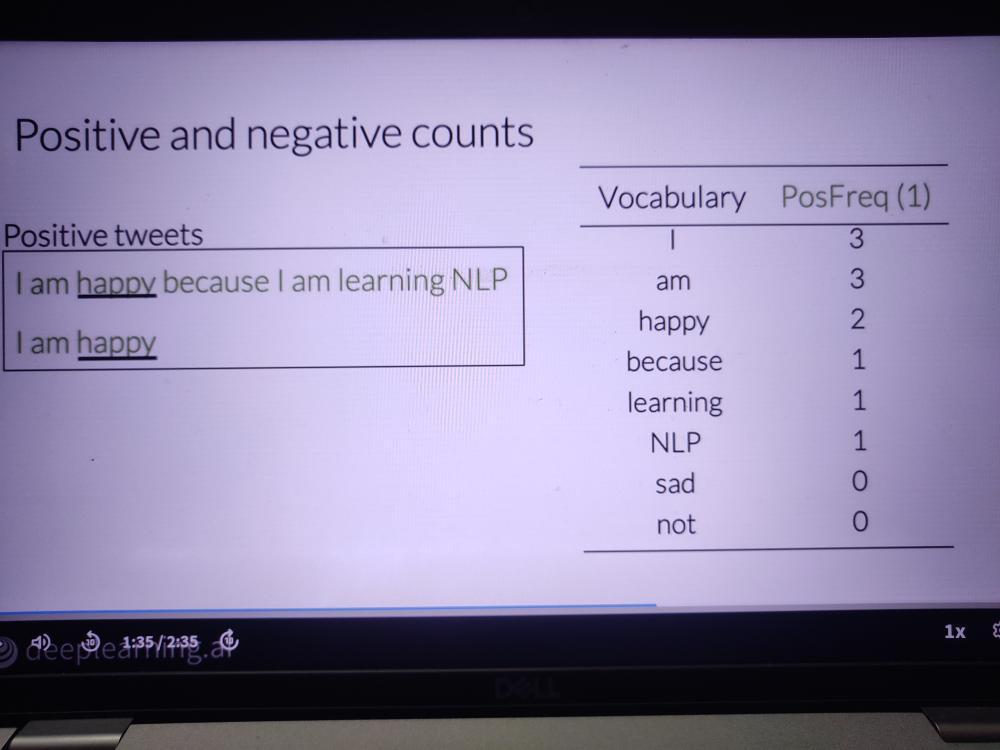 Positive and negative counts
Positive tweets
I am happy because I am learning NLP
I am happy
Vocabulary PosFreq (1)
I 3
am 3
happy 2
because 1
learning 1
NLP 1
sad 0
not 0
10 1:35 / 2:35 10
1x
deeplearning.ai
DELL